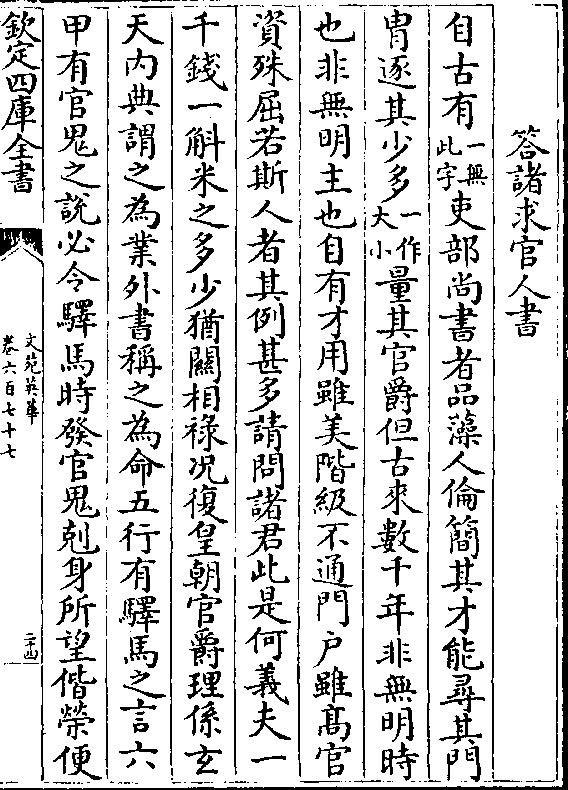 答諸求官人書
自古有一無此字吏部尚書者品藻人倫簡其才能尋其門
胄逐其少多一作大小量其官爵但古來數千年非無明時
也非無明主也自有才用雖美階級不通門戶雖髙官
資殊屈若斯人者其例甚多請問諸君此是何義夫一
千錢一斛米之多少猶關相祿况復皇朝官爵理係玄
天内典謂之為業外書稱之為命五行有驛馬之言六
甲有官鬼之說必令驛馬時發官鬼剋身所望偕榮便
欽定四庫全書
文苑英華
卷六百七十七
二十四